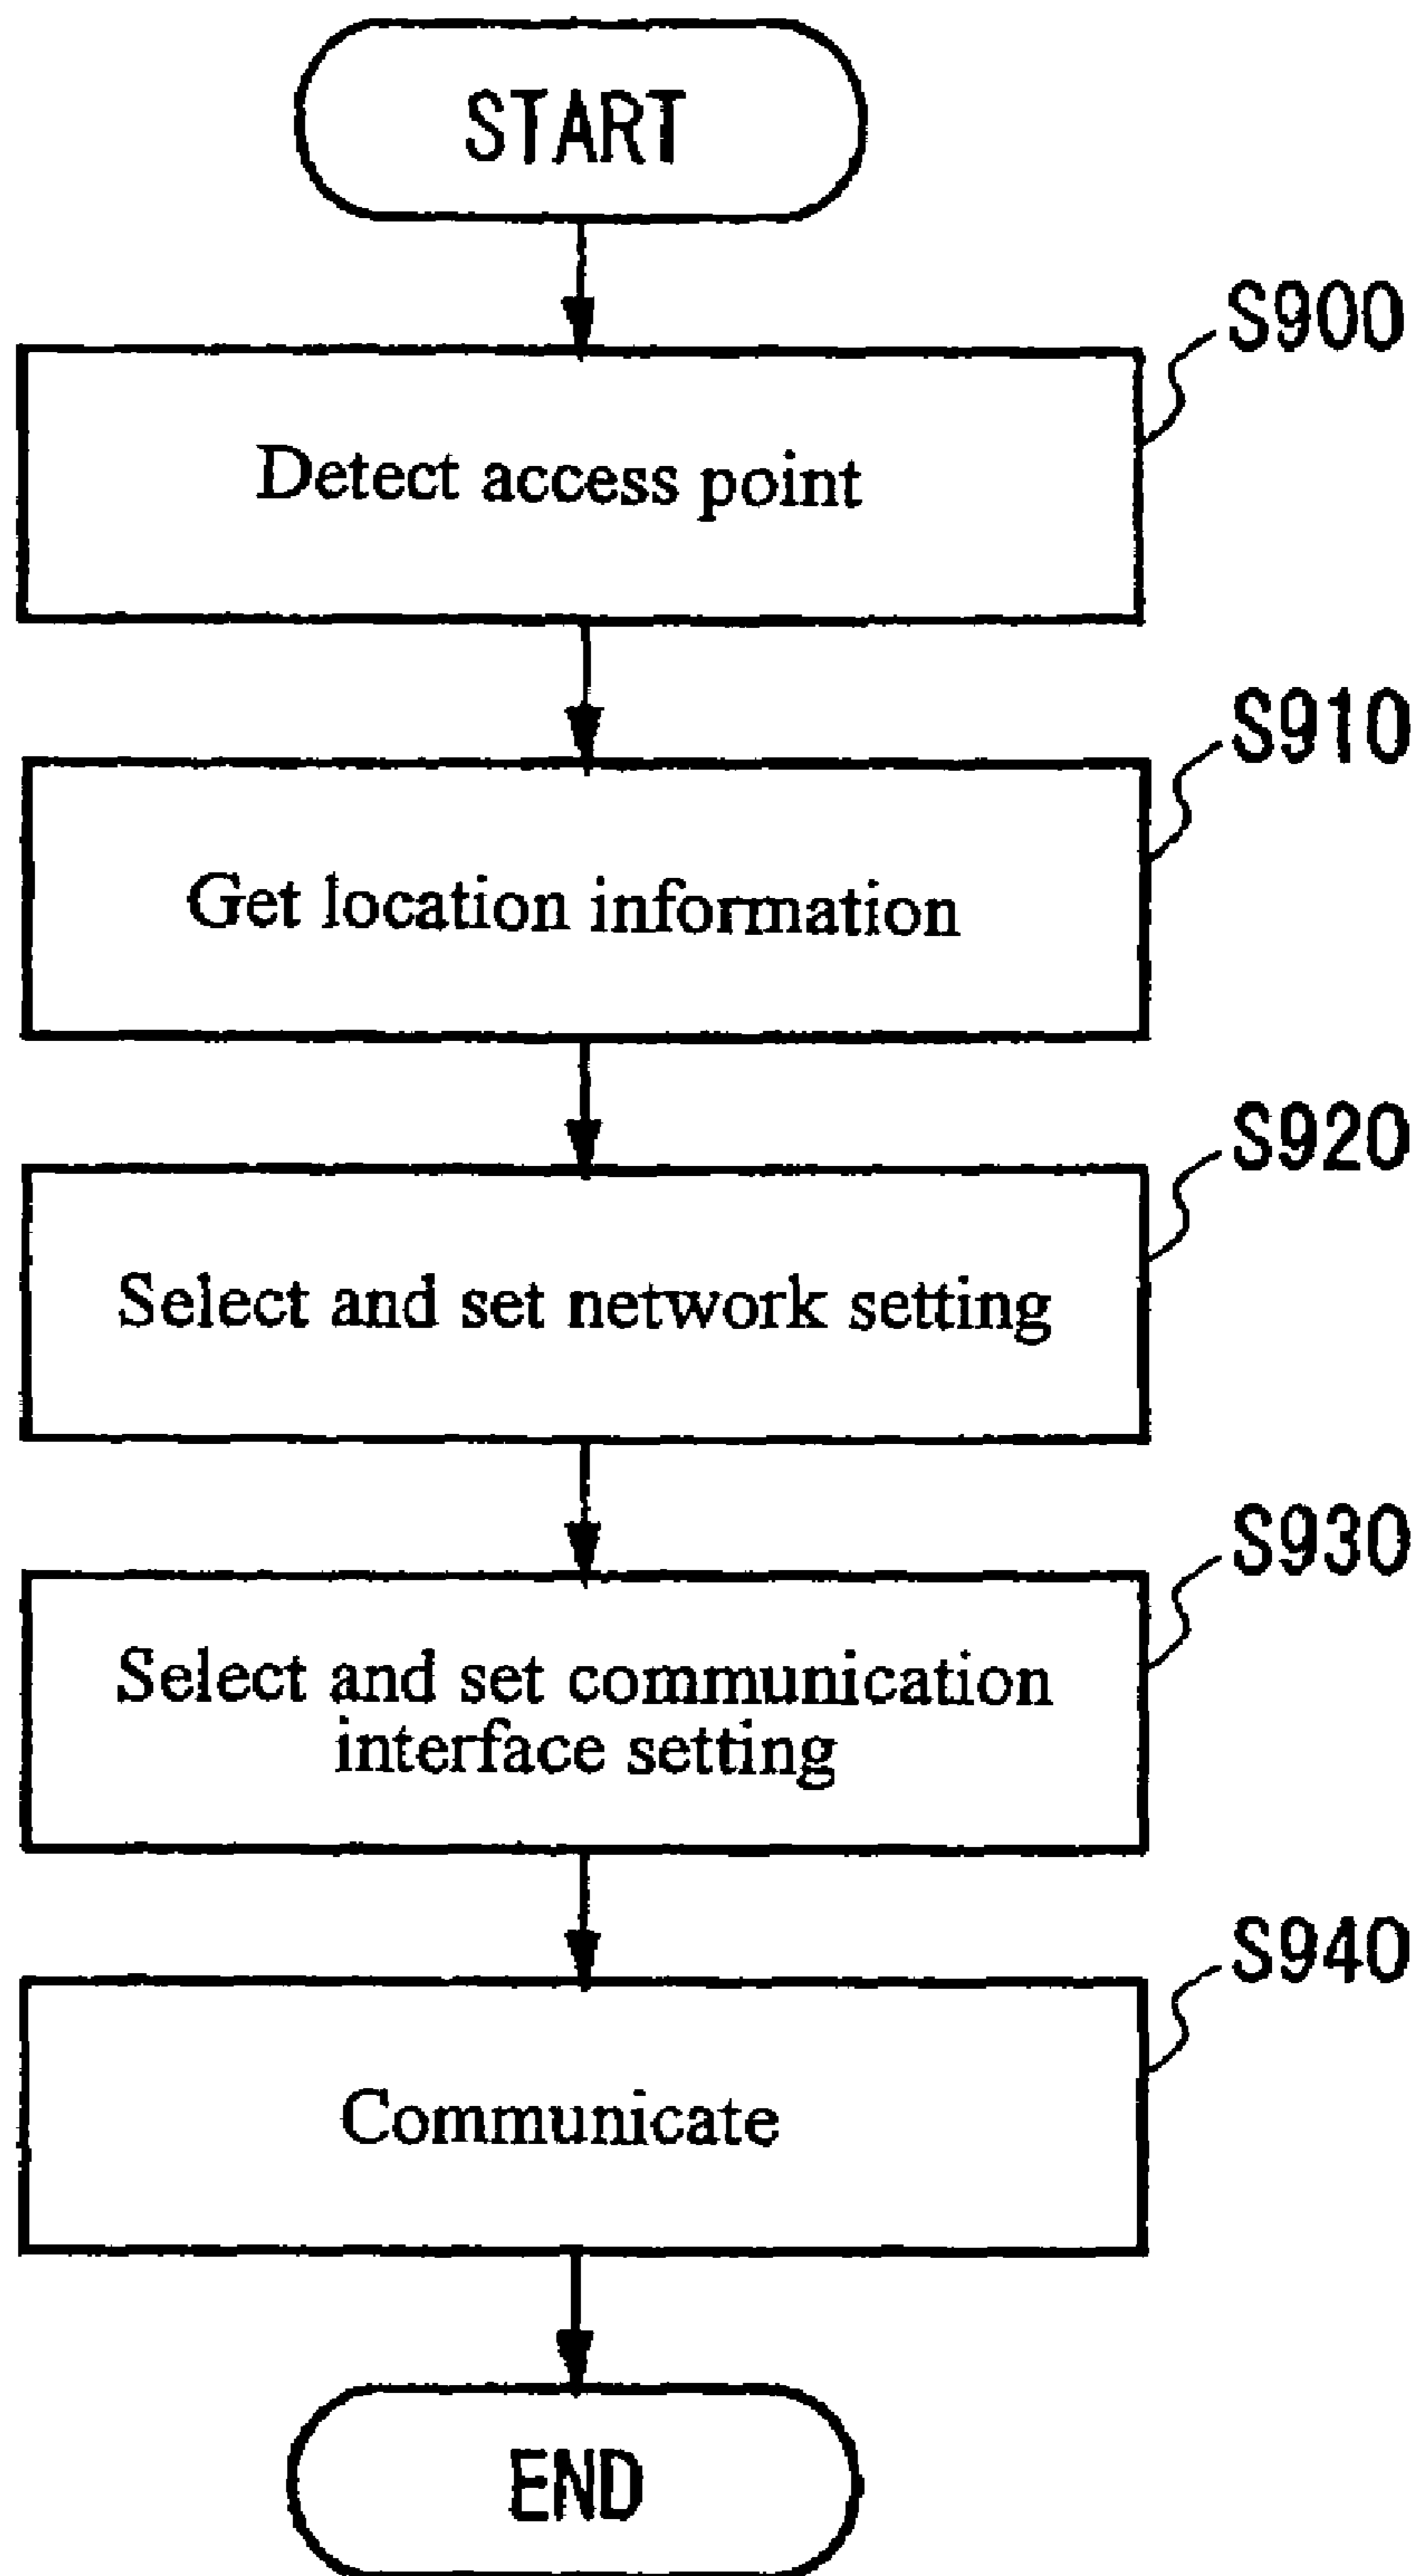 START
S900
Detect access point
S910
Get location information
S920
Select and set network setting
S930
Select and set communication
interface setting
S940
Communicate
END